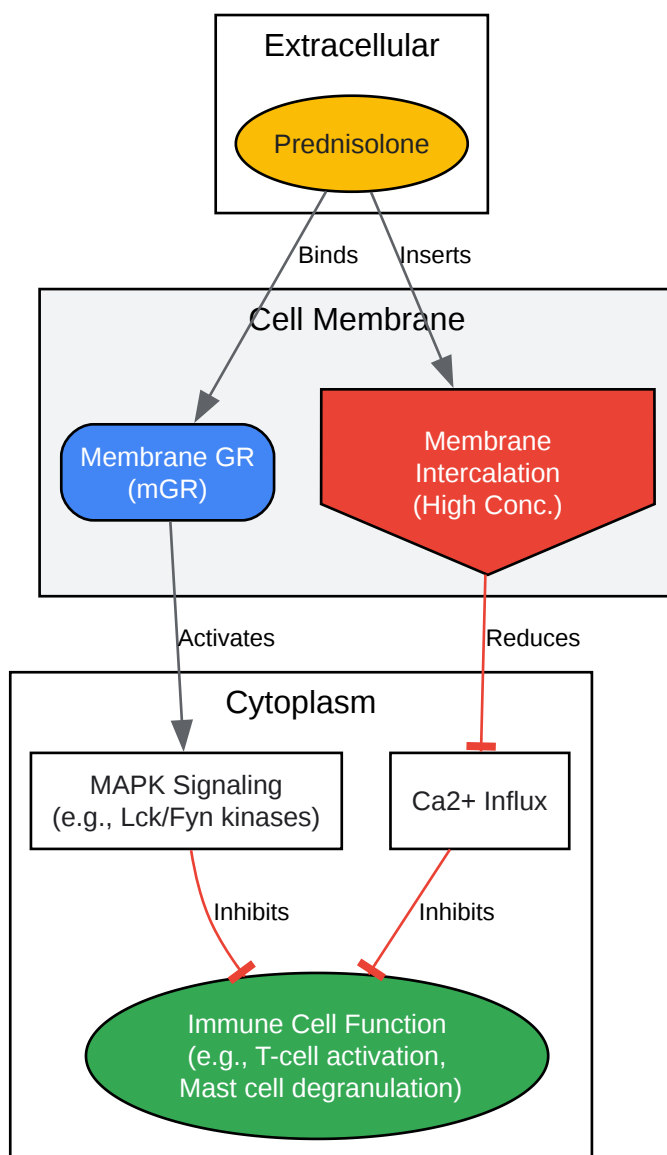 Extracellular
Prednisolone
Binds
Inserts
Cell Membrane
Membrane GR
(mGR)
Membrane
Intercalation
(High Conc.)
Activates
Reduces
Cytoplasm
MAPK Signaling
(e.g., Lck/Fyn kinases)
Ca2+ Influx
Inhibits
Inhibits
Immune Cell Function
(e.g., T-cell activation,
Mast cell degranulation)